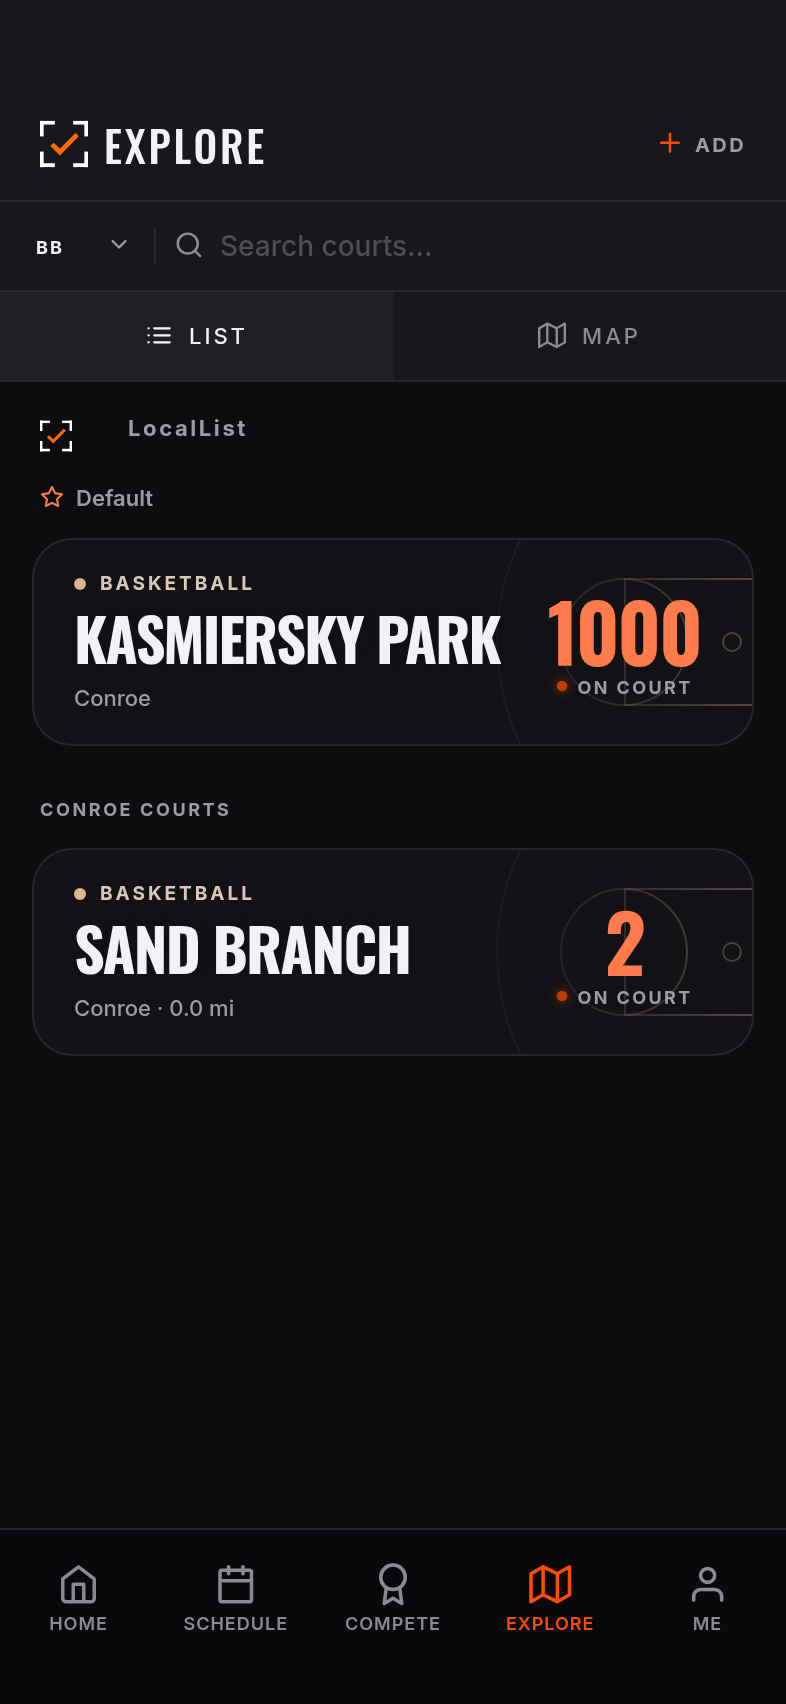 EXPLORE
ADD
BB
Search courts...
LIST
MAP
LocalList
Default
BASKETBALL
KASMIERSKY PARK
1000
Conroe
ON COURT
CONROE COURTS
BASKETBALL
SAND BRANCH
2
Conroe · 0.0 mi
ON COURT
HOME
SCHEDULE
COMPETE
EXPLORE
ME